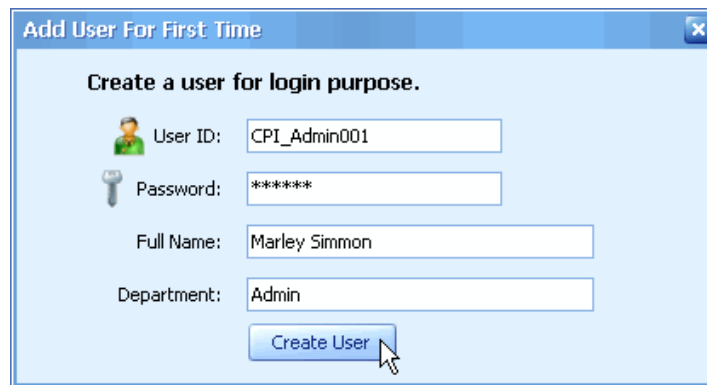 Add User For First Time
Create a user for login purpose.
User ID: CPI_Admin001
Password: ******
Full Name: Marley Simmon
Department: Admin
Create User